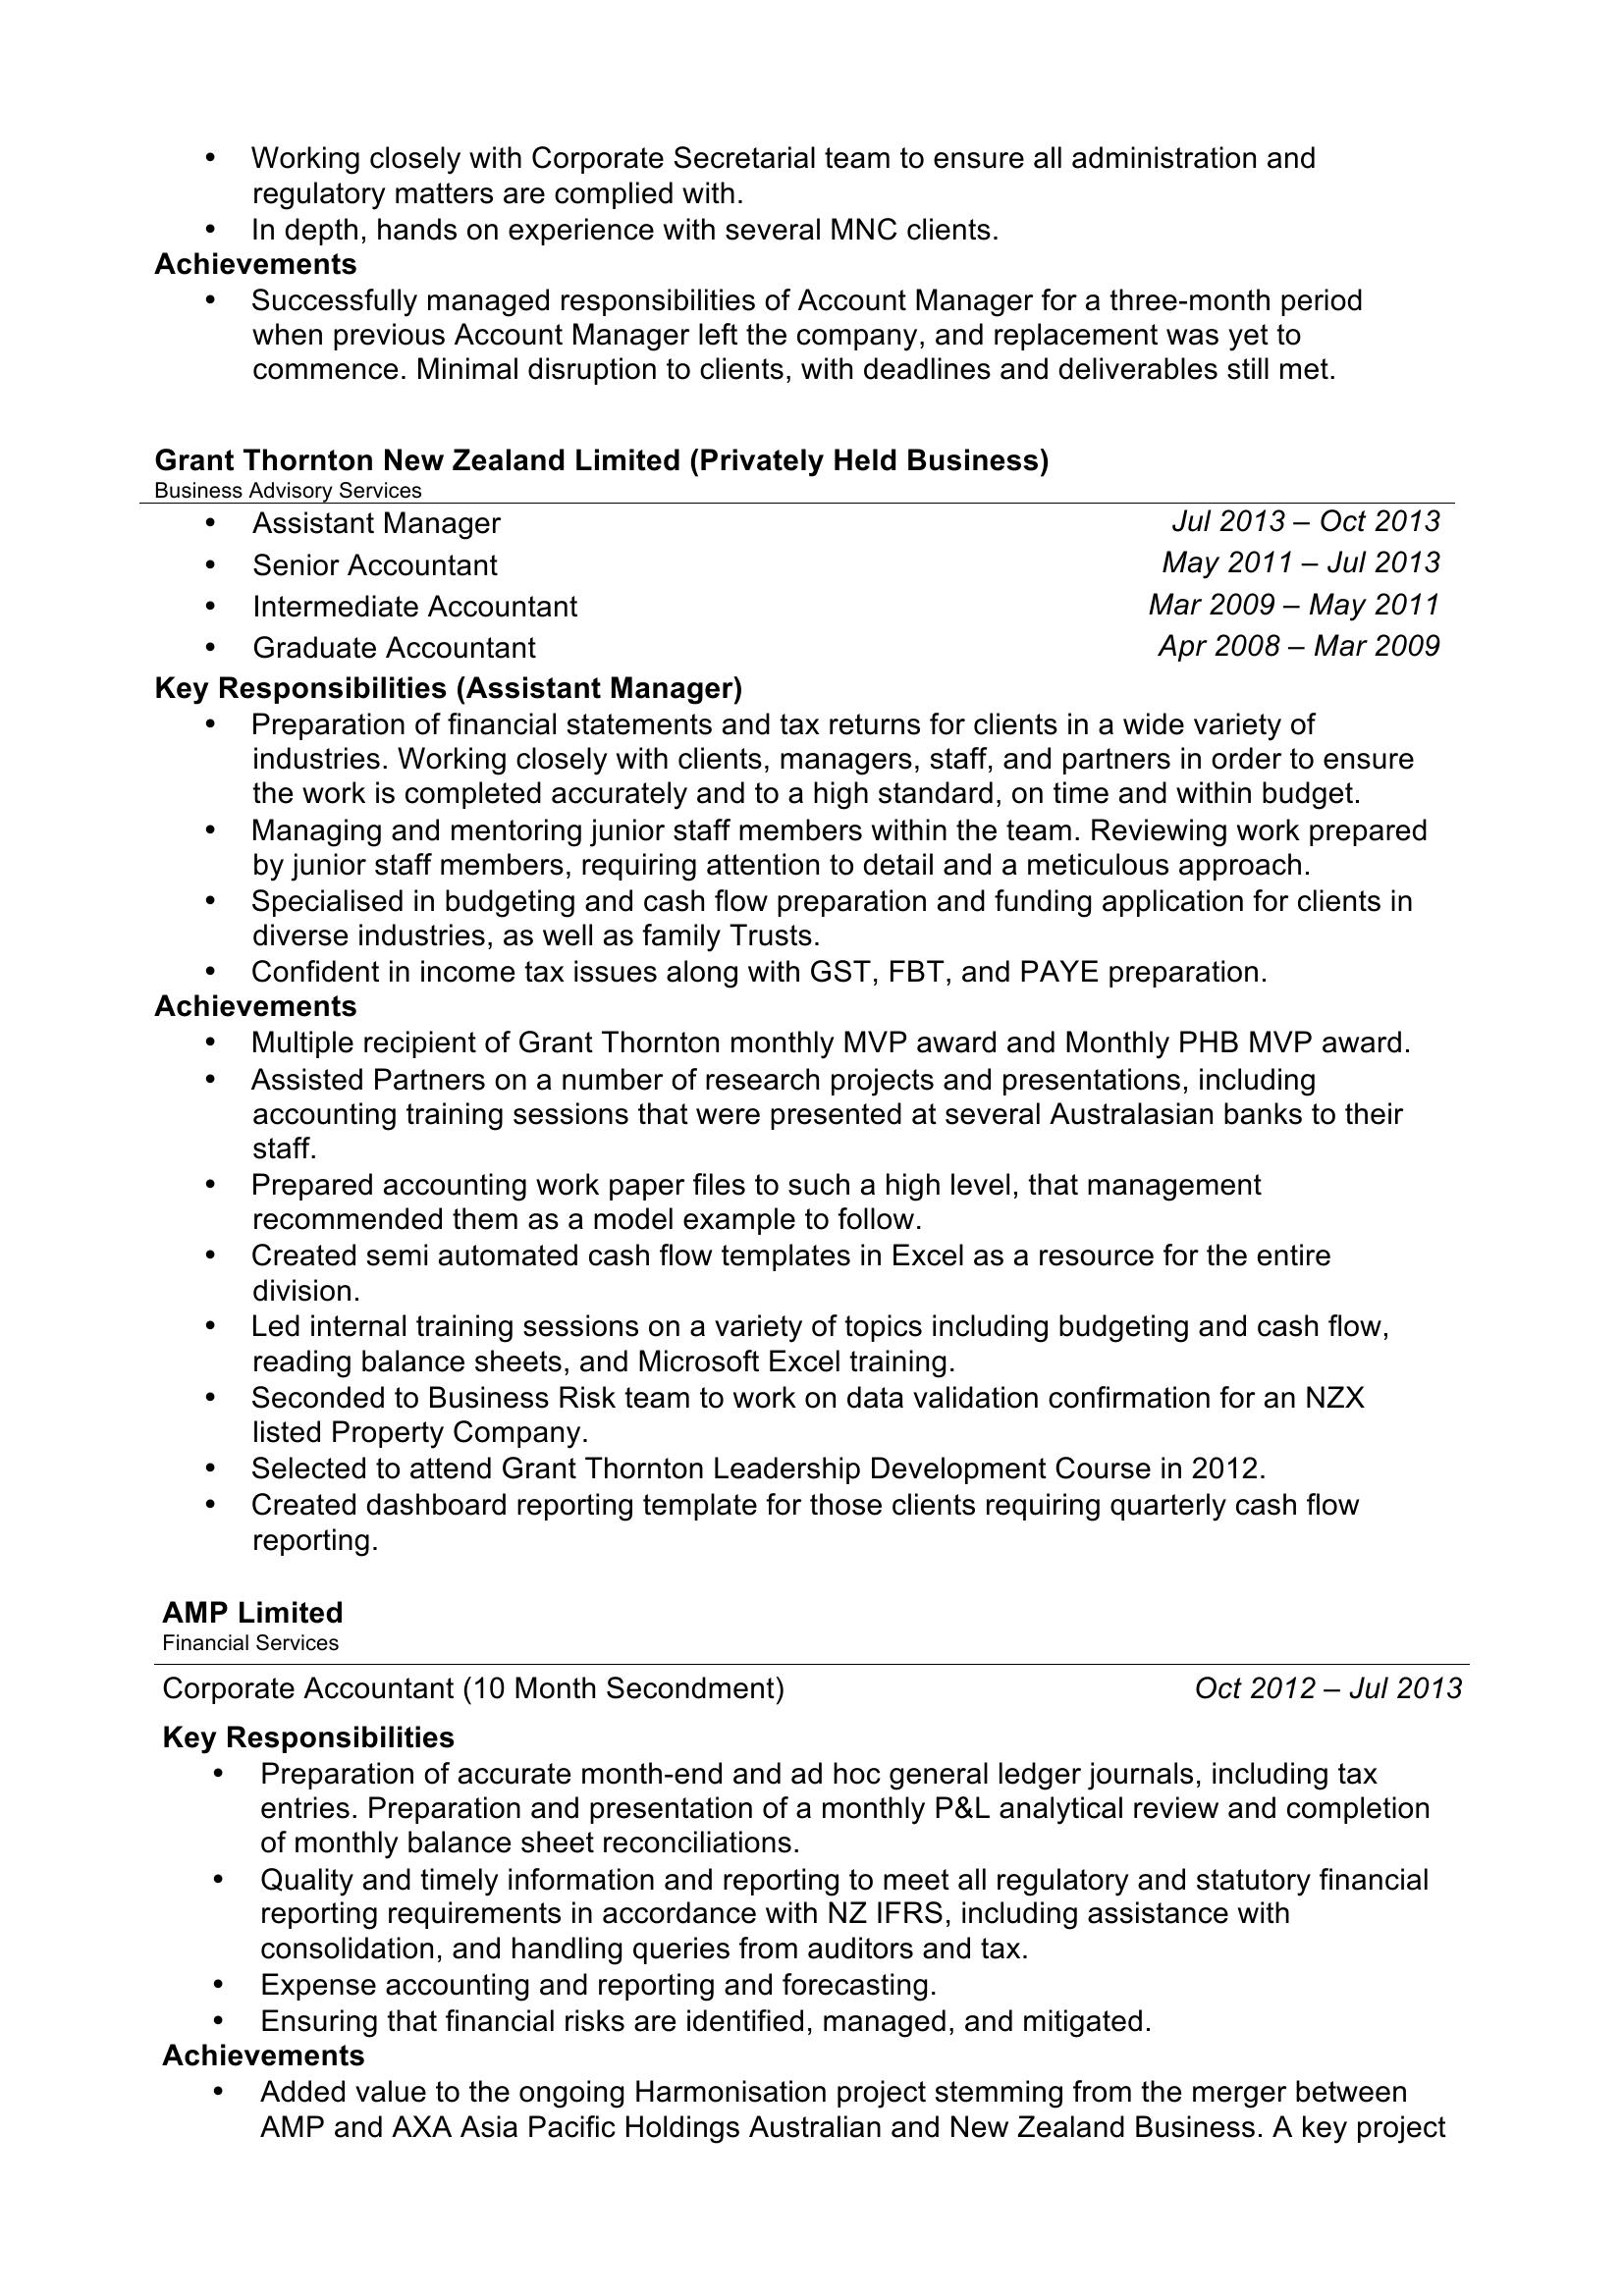 • Working closely with Corporate Secretarial team to ensure all administration and
regulatory matters are complied with.
• In depth, hands on experience with several MNC clients.
Achievements
• Successfully managed responsibilities of Account Manager for a three-month period
when previous Account Manager left the company, and replacement was yet to
commence. Minimal disruption to clients, with deadlines and deliverables still met.
Grant Thornton New Zealand Limited (Privately Held Business)
Business Advisory Services
• Assistant Manager Jul 2013 – Oct 2013
• Senior Accountant May 2011 – Jul 2013
• Intermediate Accountant Mar 2009 – May 2011
• Graduate Accountant Apr 2008 – Mar 2009
Key Responsibilities (Assistant Manager)
• Preparation of financial statements and tax returns for clients in a wide variety of
industries. Working closely with clients, managers, staff, and partners in order to ensure
the work is completed accurately and to a high standard, on time and within budget.
• Managing and mentoring junior staff members within the team. Reviewing work prepared
by junior staff members, requiring attention to detail and a meticulous approach.
• Specialised in budgeting and cash flow preparation and funding application for clients in
diverse industries, as well as family Trusts.
• Confident in income tax issues along with GST, FBT, and PAYE preparation.
Achievements
• Multiple recipient of Grant Thornton monthly MVP award and Monthly PHB MVP award.
• Assisted Partners on a number of research projects and presentations, including
accounting training sessions that were presented at several Australasian banks to their
staff.
• Prepared accounting work paper files to such a high level, that management
recommended them as a model example to follow.
• Created semi automated cash flow templates in Excel as a resource for the entire
division.
• Led internal training sessions on a variety of topics including budgeting and cash flow,
reading balance sheets, and Microsoft Excel training.
• Seconded to Business Risk team to work on data validation confirmation for an NZX
listed Property Company.
• Selected to attend Grant Thornton Leadership Development Course in 2012.
• Created dashboard reporting template for those clients requiring quarterly cash flow
reporting.
AMP Limited
Financial Services
Corporate Accountant (10 Month Secondment) Oct 2012 – Jul 2013
Key Responsibilities
• Preparation of accurate month-end and ad hoc general ledger journals, including tax
entries. Preparation and presentation of a monthly P&L analytical review and completion
of monthly balance sheet reconciliations.
• Quality and timely information and reporting to meet all regulatory and statutory financial
reporting requirements in accordance with NZ IFRS, including assistance with
consolidation, and handling queries from auditors and tax.
• Expense accounting and reporting and forecasting.
• Ensuring that financial risks are identified, managed, and mitigated.
Achievements
• Added value to the ongoing Harmonisation project stemming from the merger between
AMP and AXA Asia Pacific Holdings Australian and New Zealand Business. A key project